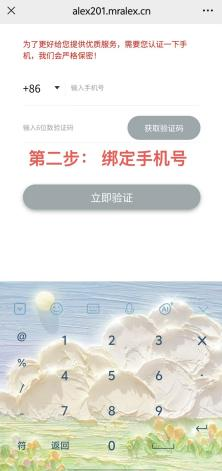 alex201.mralex.cn
为了更好给您提供优质服务，需要您认证一下手
机，我们会严格保密！
+86 输入手机号
输入6位数验证码 获取验证码
第二步： 绑定手机号
立即验证
AI+
@ 1 2 3
% 4 5 6
/
- 7 8 9
符 返回 0